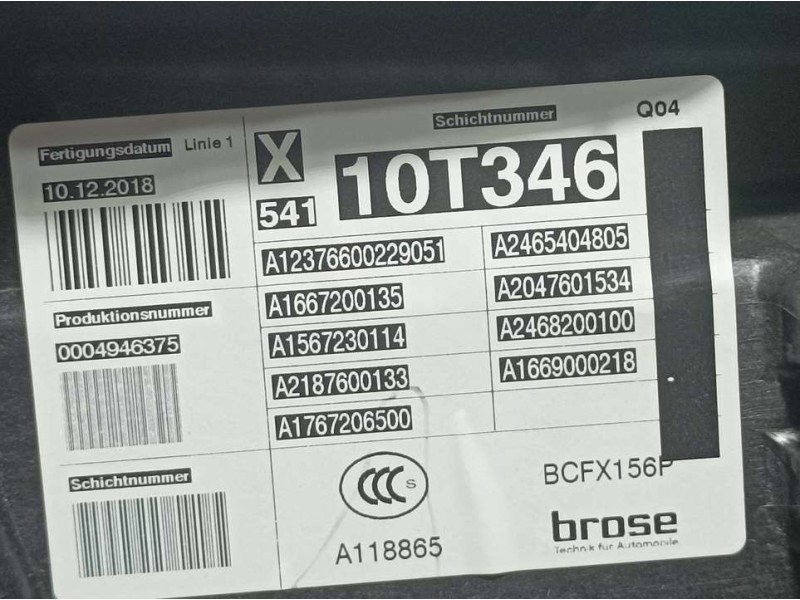 Fertigungsdatum Linie 1
10.12.2018
Produktionsnummer
0004946375
Schichtnummer
X
541
Schichtnummer
10T346
Q04
A12376600229051
A1667200135
A1567230114
A2187600133
A1767206500
A2465404805
A2047601534
A2468200100
A1669000218
CCC S
A118865
BCFX156P
brose
Technik für Automobile